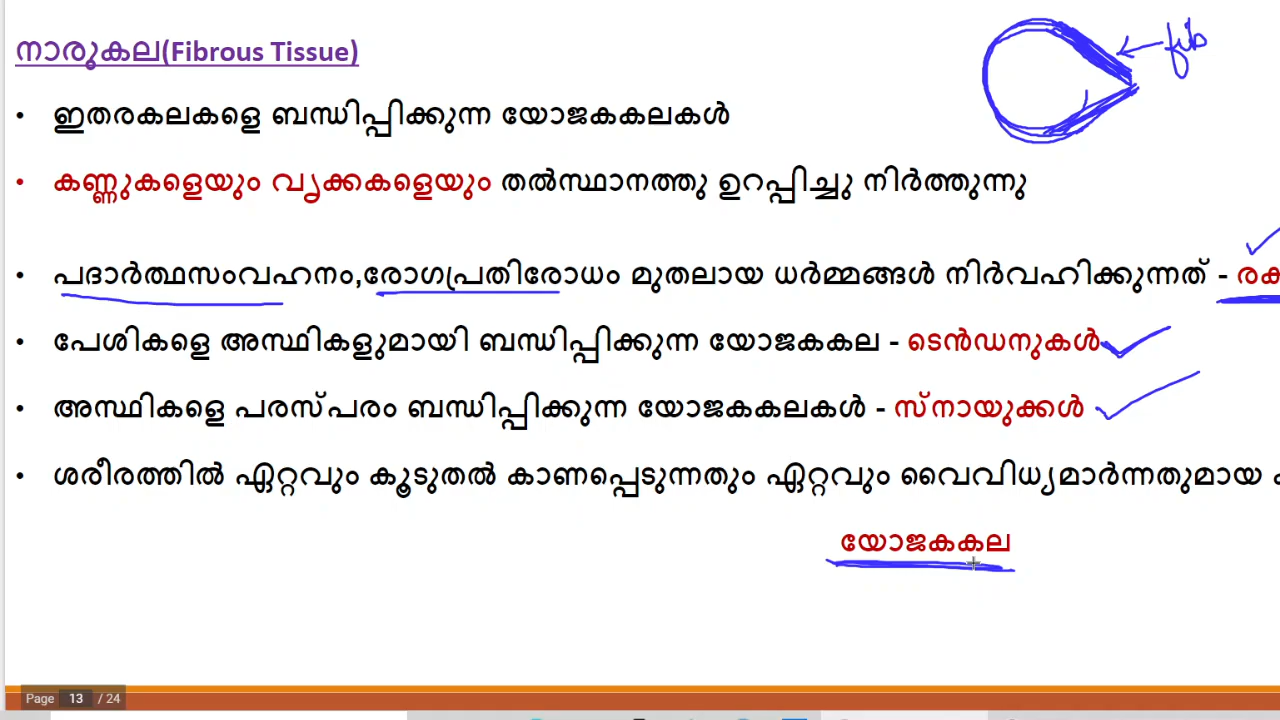 നാരുകല(Fibrous Tissue)
fib
• ഇതരകലകളെ ബന്ധിപ്പിക്കുന്ന യോജകകലകൾ
• കണ്ണുകളെയും വൃക്കകളെയും തൽസ്ഥാനത്തു ഉറപ്പിച്ചു നിർത്തുന്നു
• പദാർത്ഥസംവഹനം,രോഗപ്രതിരോധം മുതലായ ധർമ്മങ്ങൾ നിർവഹിക്കുന്നത് -
• പേശികളെ അസ്ഥികളുമായി ബന്ധിപ്പിക്കുന്ന യോജകകല - ടെൻഡനുകൾ
• അസ്ഥികളെ പരസ്പരം ബന്ധിപ്പിക്കുന്ന യോജകകലകൾ - സ്നായുക്കൾ
• ശരീരത്തിൽ ഏറ്റവും കൂടുതൽ കാണപ്പെടുന്നതും ഏറ്റവും വൈവിധ്യമാർന്നതുമായ
യോജകകല
Page 13 / 24